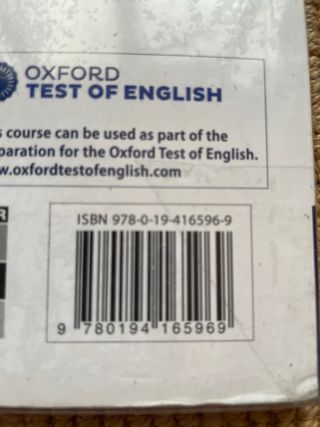 OXFORD
TEST OF ENGLISH
s course can be used as part of the
paration for the Oxford Test of English.
w.oxfordtestofenglish.com
R
ISBN 978-0-19-416596-9
9 780194 165969